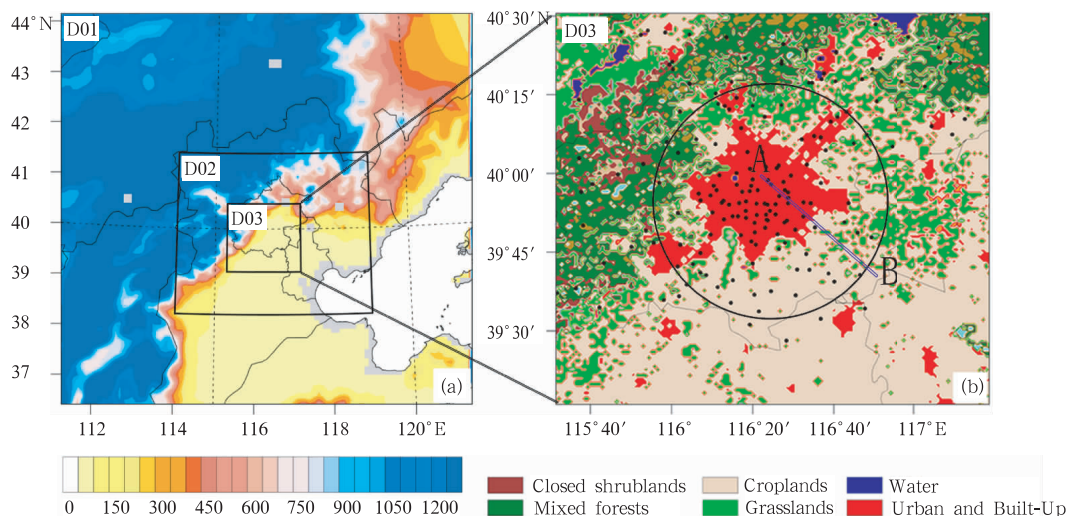 44°N
43
42
41
40
39
38
37
112
114
116
118
120°E
D01
D02
D03
(a)
40°30′
40°15′
40°00′
39°45′
39°30′
115°40′
116°
116°20′
116°40′
117°E
D03
A
B
(b)
0 150 300 450 600 750 900 1000 1200
Closed shrublands
Croplands
Water
Mixed forests
Grasslands
Urban and Built-Up